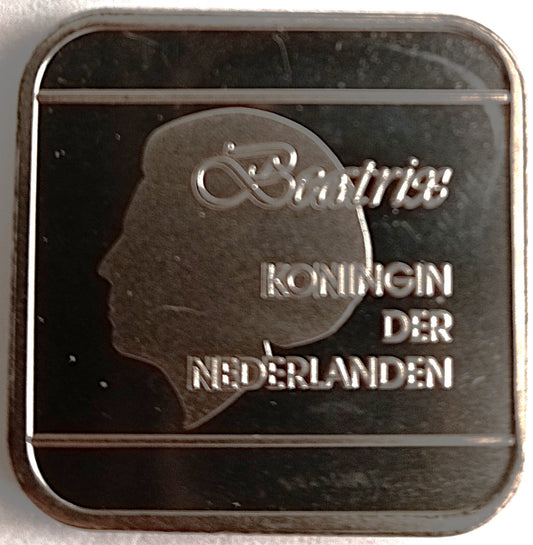 Beatrix
KONINGIN
DER
NEDERLANDEN